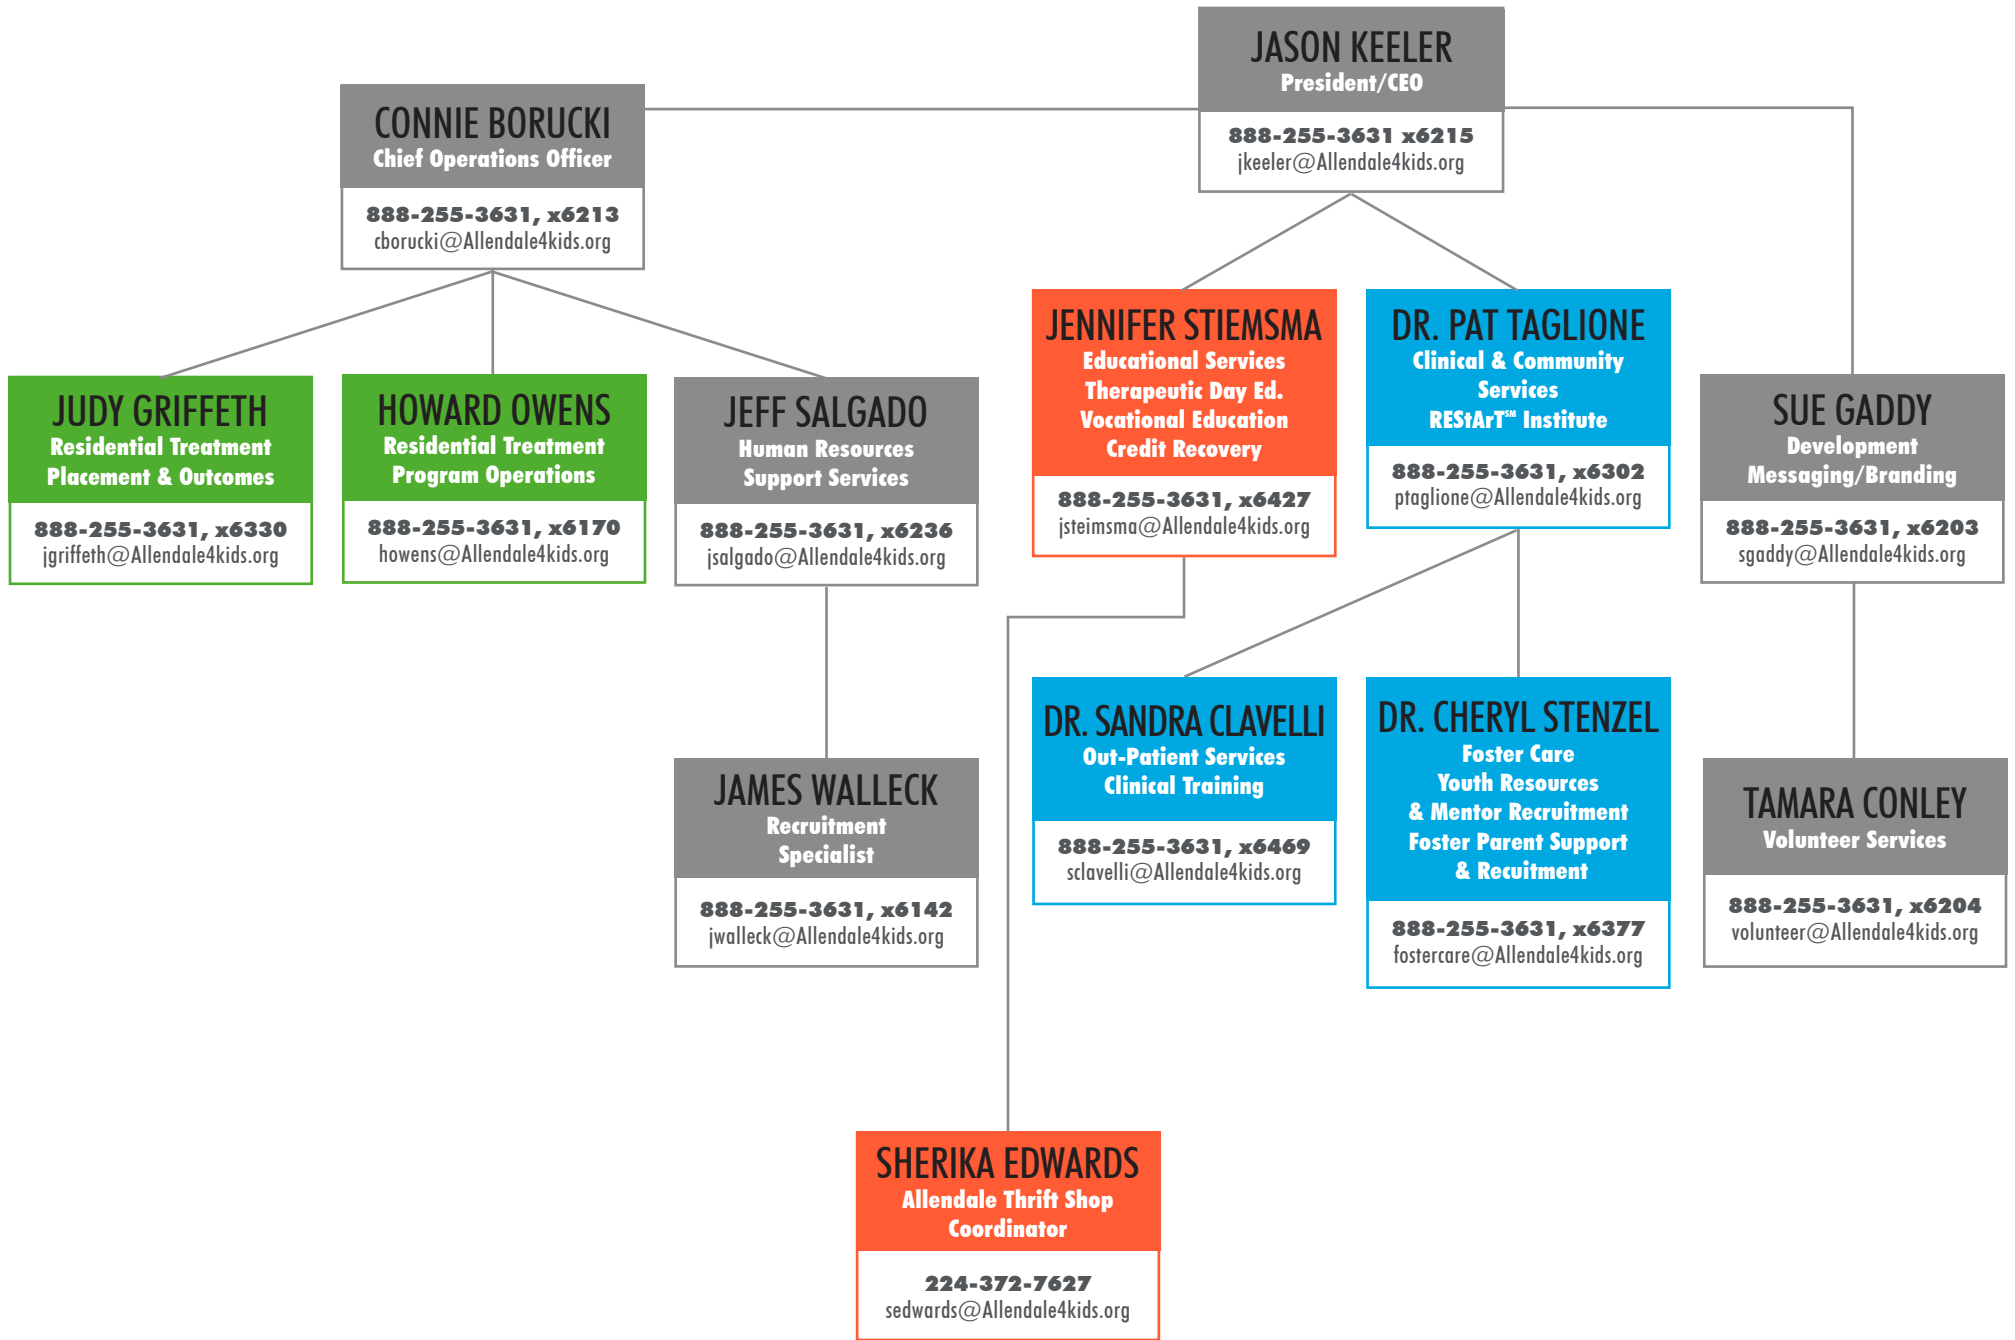 JASON KEELER
President/CEO
888-255-3631 x6215
jkeeler@Allendale4kids.org
CONNIE BORUCKI
Chief Operations Officer
888-255-3631, x6213
cborucki@Allendale4kids.org
JENNIFER STIEMSMA
Educational Services
Therapeutic Day Ed.
Vocational Education
Credit Recovery
888-255-3631, x6427
jsteimsma@Allendale4kids.org
DR. PAT TAGLIONE
Clinical & Community
Services
REStArT℠ Institute
888-255-3631, x6302
ptaglione@Allendale4kids.org
JUDY GRIFFETH
Residential Treatment
Placement & Outcomes
888-255-3631, x6330
jgriffeth@Allendale4kids.org
HOWARD OWENS
Residential Treatment
Program Operations
888-255-3631, x6170
howens@Allendale4kids.org
JEFF SALGADO
Human Resources
Support Services
888-255-3631, x6236
jsalgado@Allendale4kids.org
SUE GADDY
Development
Messaging/Branding
888-255-3631, x6203
sgaddy@Allendale4kids.org
DR. SANDRA CLAVELLI
Out-Patient Services
Clinical Training
888-255-3631, x6469
sclavelli@Allendale4kids.org
DR. CHERYL STENZEL
Foster Care
Youth Resources
& Mentor Recruitment
Foster Parent Support
& Recuitment
888-255-3631, x6377
fostercare@Allendale4kids.org
JAMES WALLECK
Recruitment
Specialist
888-255-3631, x6142
jwalleck@Allendale4kids.org
TAMARA CONLEY
Volunteer Services
888-255-3631, x6204
volunteer@Allendale4kids.org
SHERIKA EDWARDS
Allendale Thrift Shop
Coordinator
224-372-7627
sedwards@Allendale4kids.org